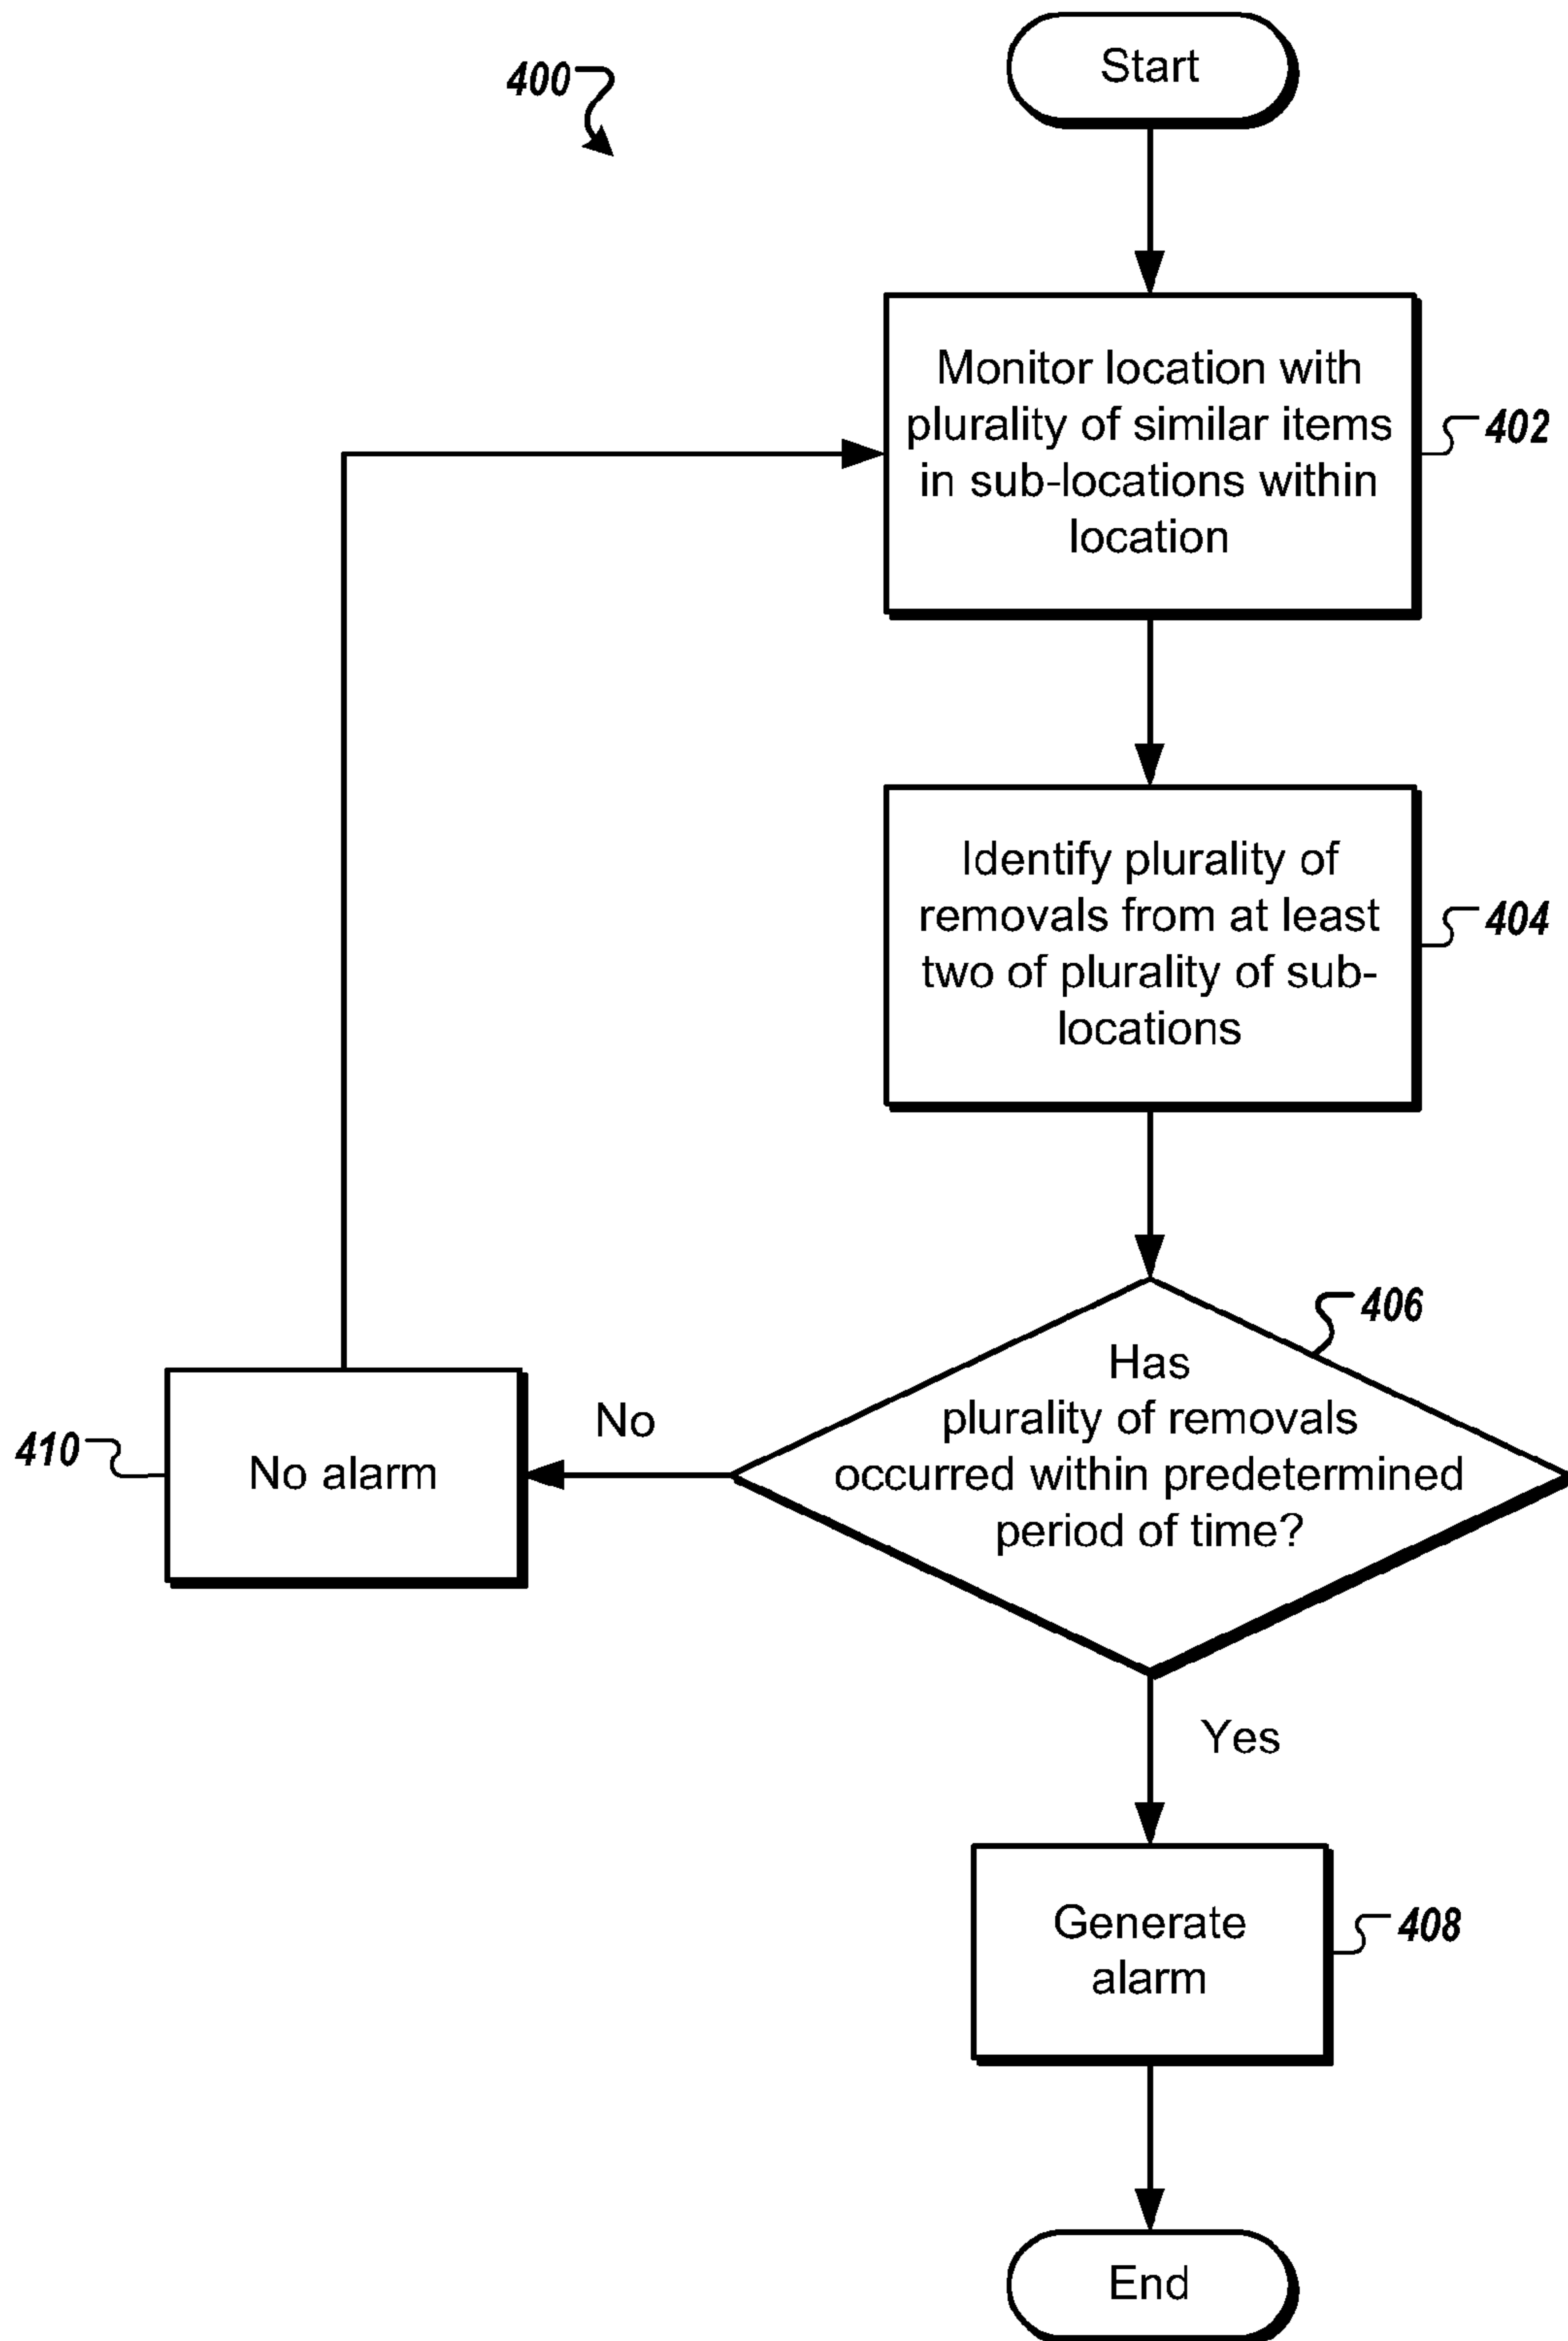 400
Start
Monitor location with
plurality of similar items
in sub-locations within
location
402
Identify plurality of
removals from at least
two of plurality of sub-
locations
404
406
Has
plurality of removals
occurred within predetermined
period of time?
No
410
No alarm
Yes
Generate
alarm
408
End